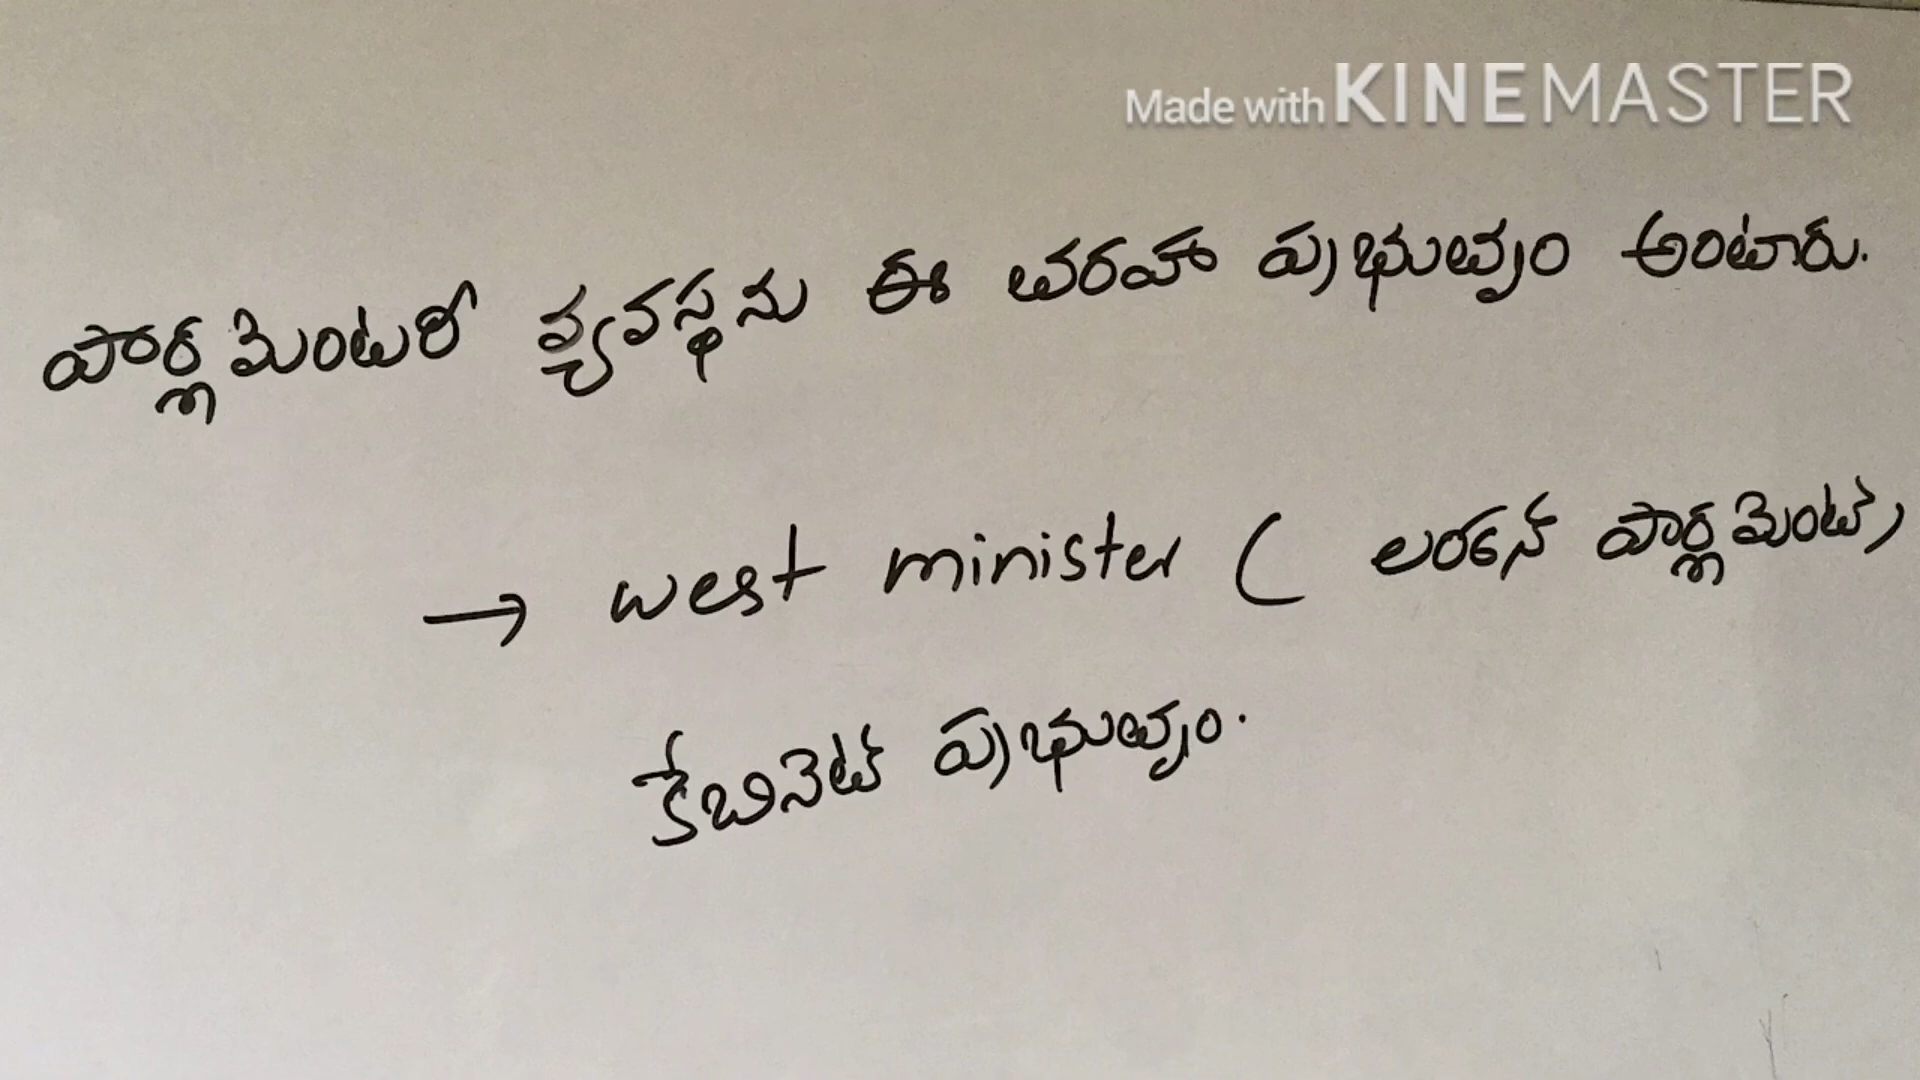 Made with KINEMASTER
పార్లమెంటరీ వ్యవస్థను ఈ తరహా ప్రభుత్వం అంటారు.
→ west minister ( లండన్ పార్లమెంట్)
కేబినెట్ ప్రభుత్వం.